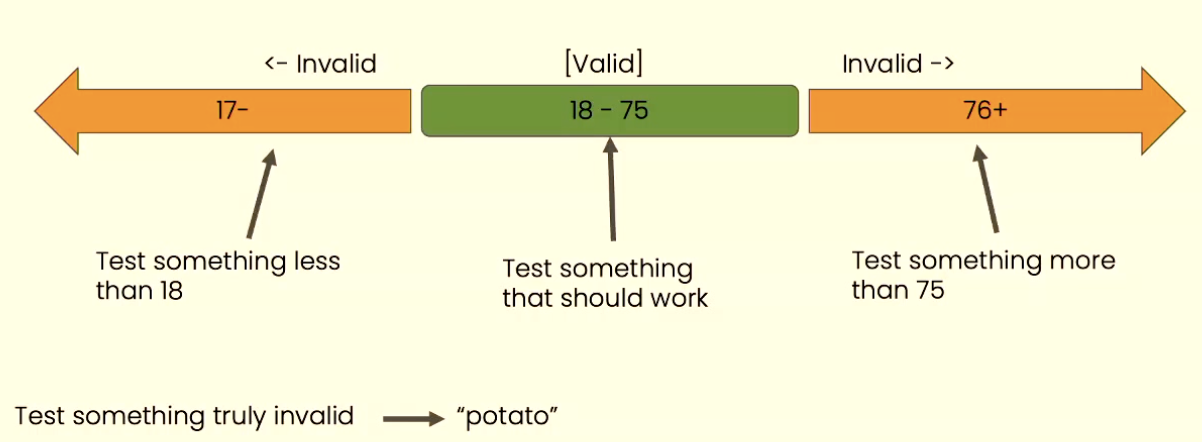 <- Invalid
[Valid]
Invalid ->
17-
18 - 75
76+
Test something less
than 18
Test something
that should work
Test something more
than 75
Test something truly invalid
“potato”